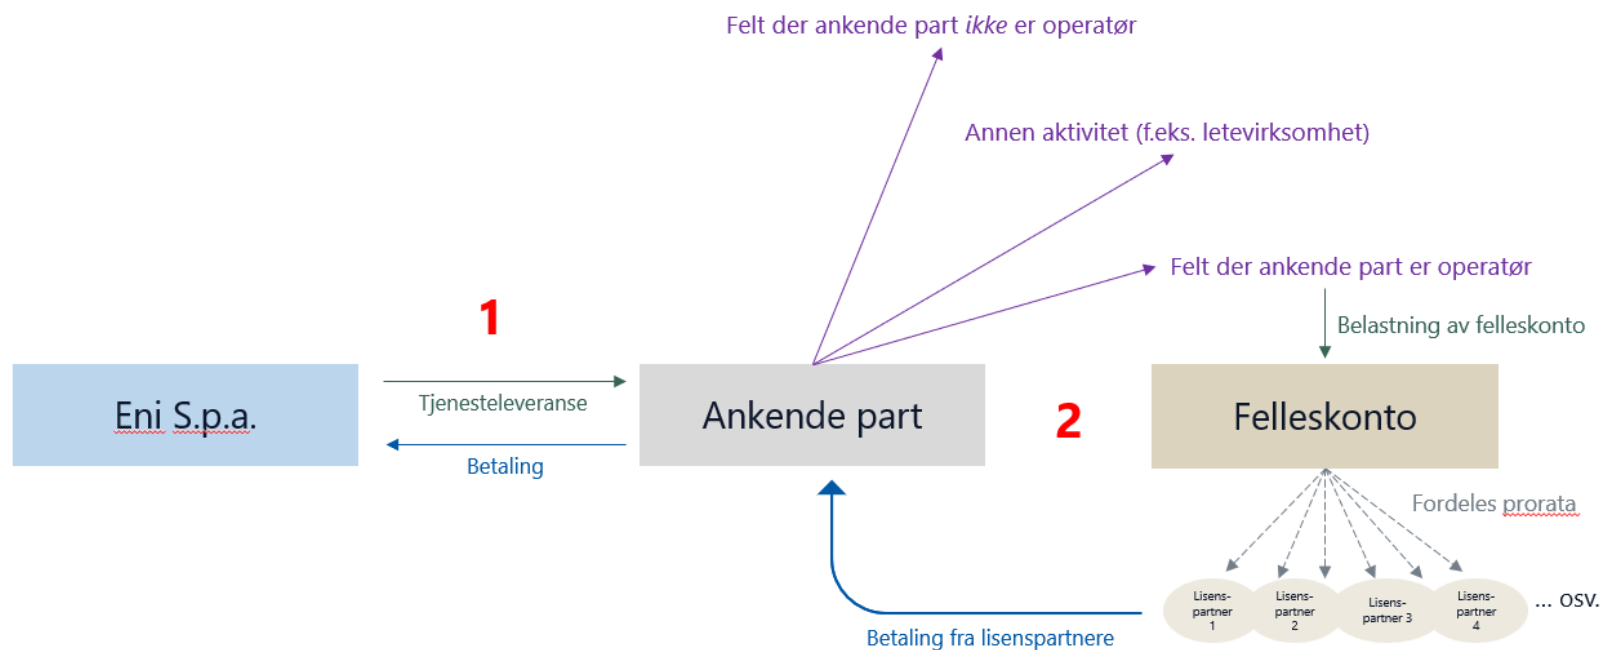 Felt der ankende part ikke er operatør
Annen aktivitet (f.eks. letevirksomhet)
Felt der ankende part er operatør
1
Belastning av felleskonto
Eni S.p.a.
Tjenesteleveranse
Betaling
Ankende part
2
Felleskonto
Fordeles prorata
Lisens-
partner
1
Lisens-
partner
2
Lisens-
partner 3
Lisens-
partner
4
... osv.
Betaling fra lisenspartnere